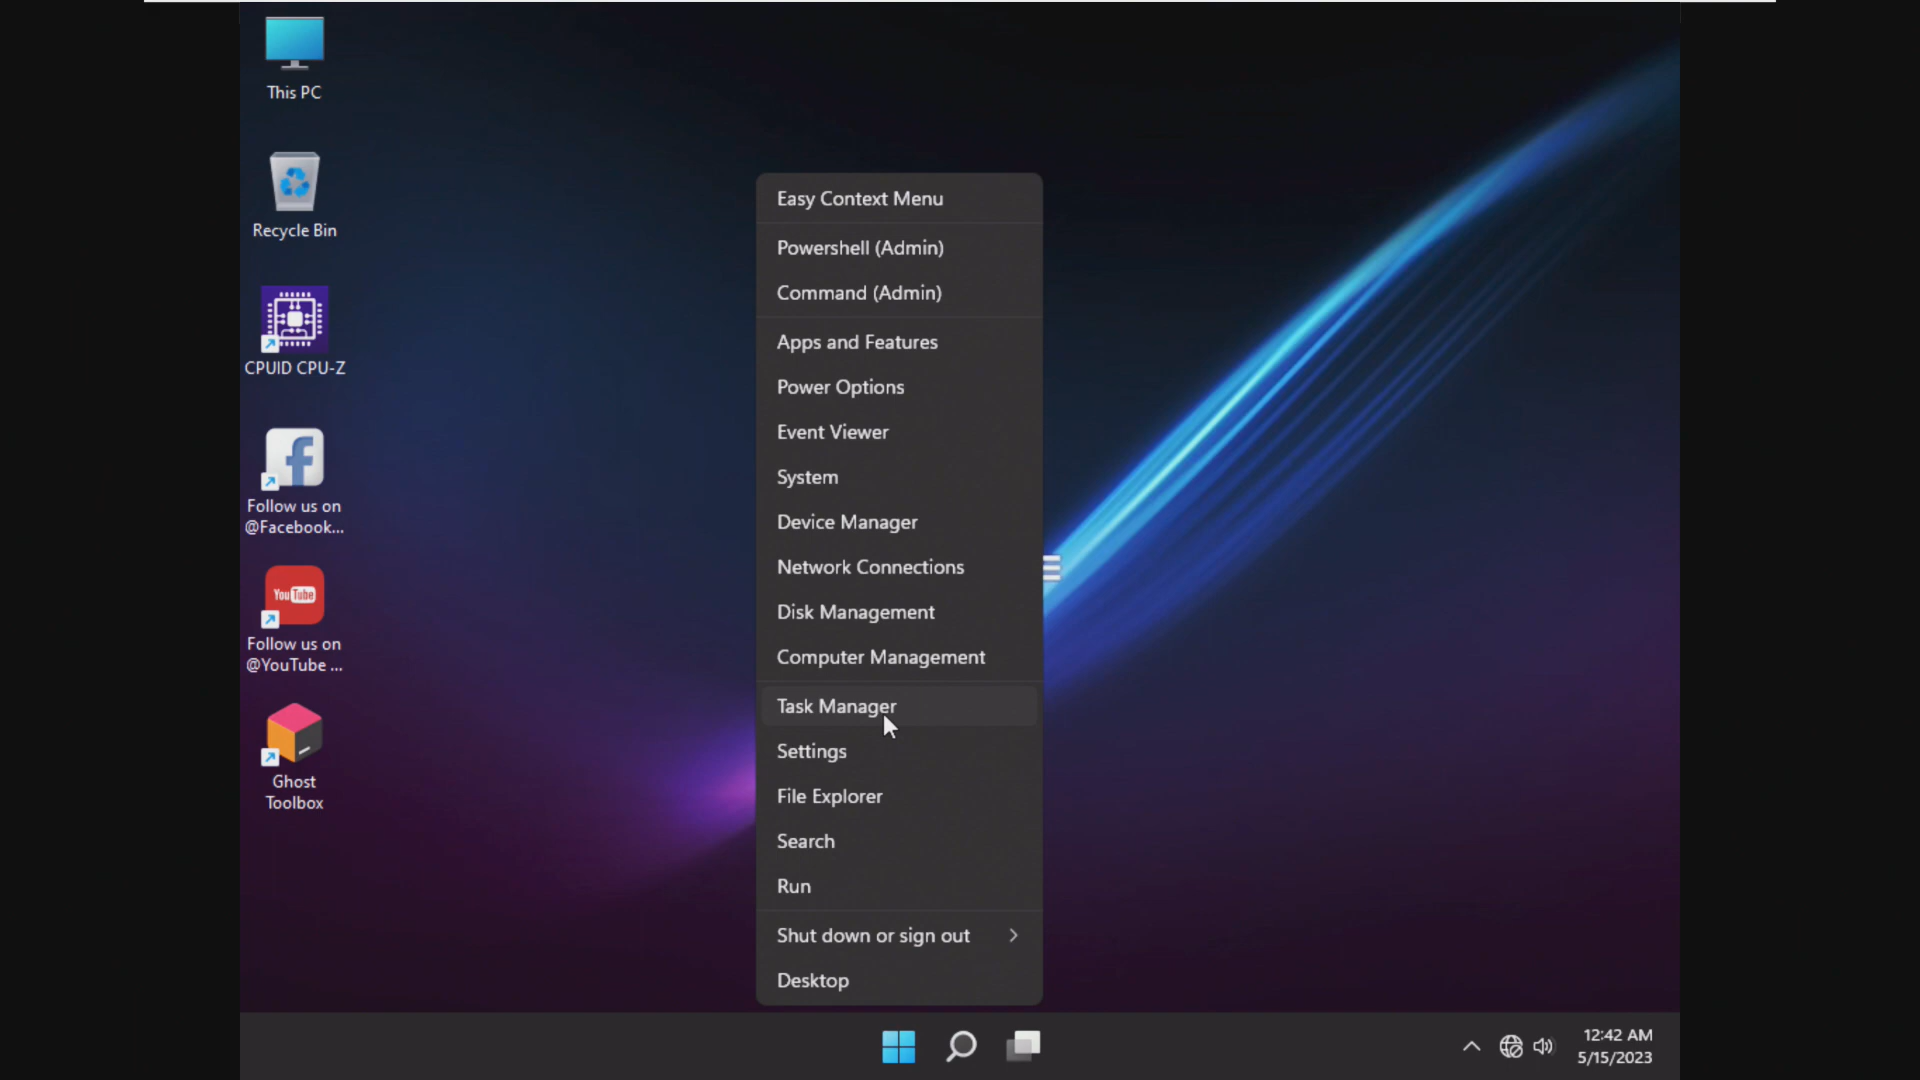 This PC
Recycle Bin
CPUID CPU-Z
Follow us on
@Facebook...
You Tube
Follow us on
@YouTube ...
Ghost
Toolbox
Easy Context Menu
Powershell (Admin)
Command (Admin)
Apps and Features
Power Options
Event Viewer
System
Device Manager
Network Connections
Disk Management
Computer Management
Task Manager
Settings
File Explorer
Search
Run
Shut down or sign out
Desktop
12:42 AM
5/15/2023